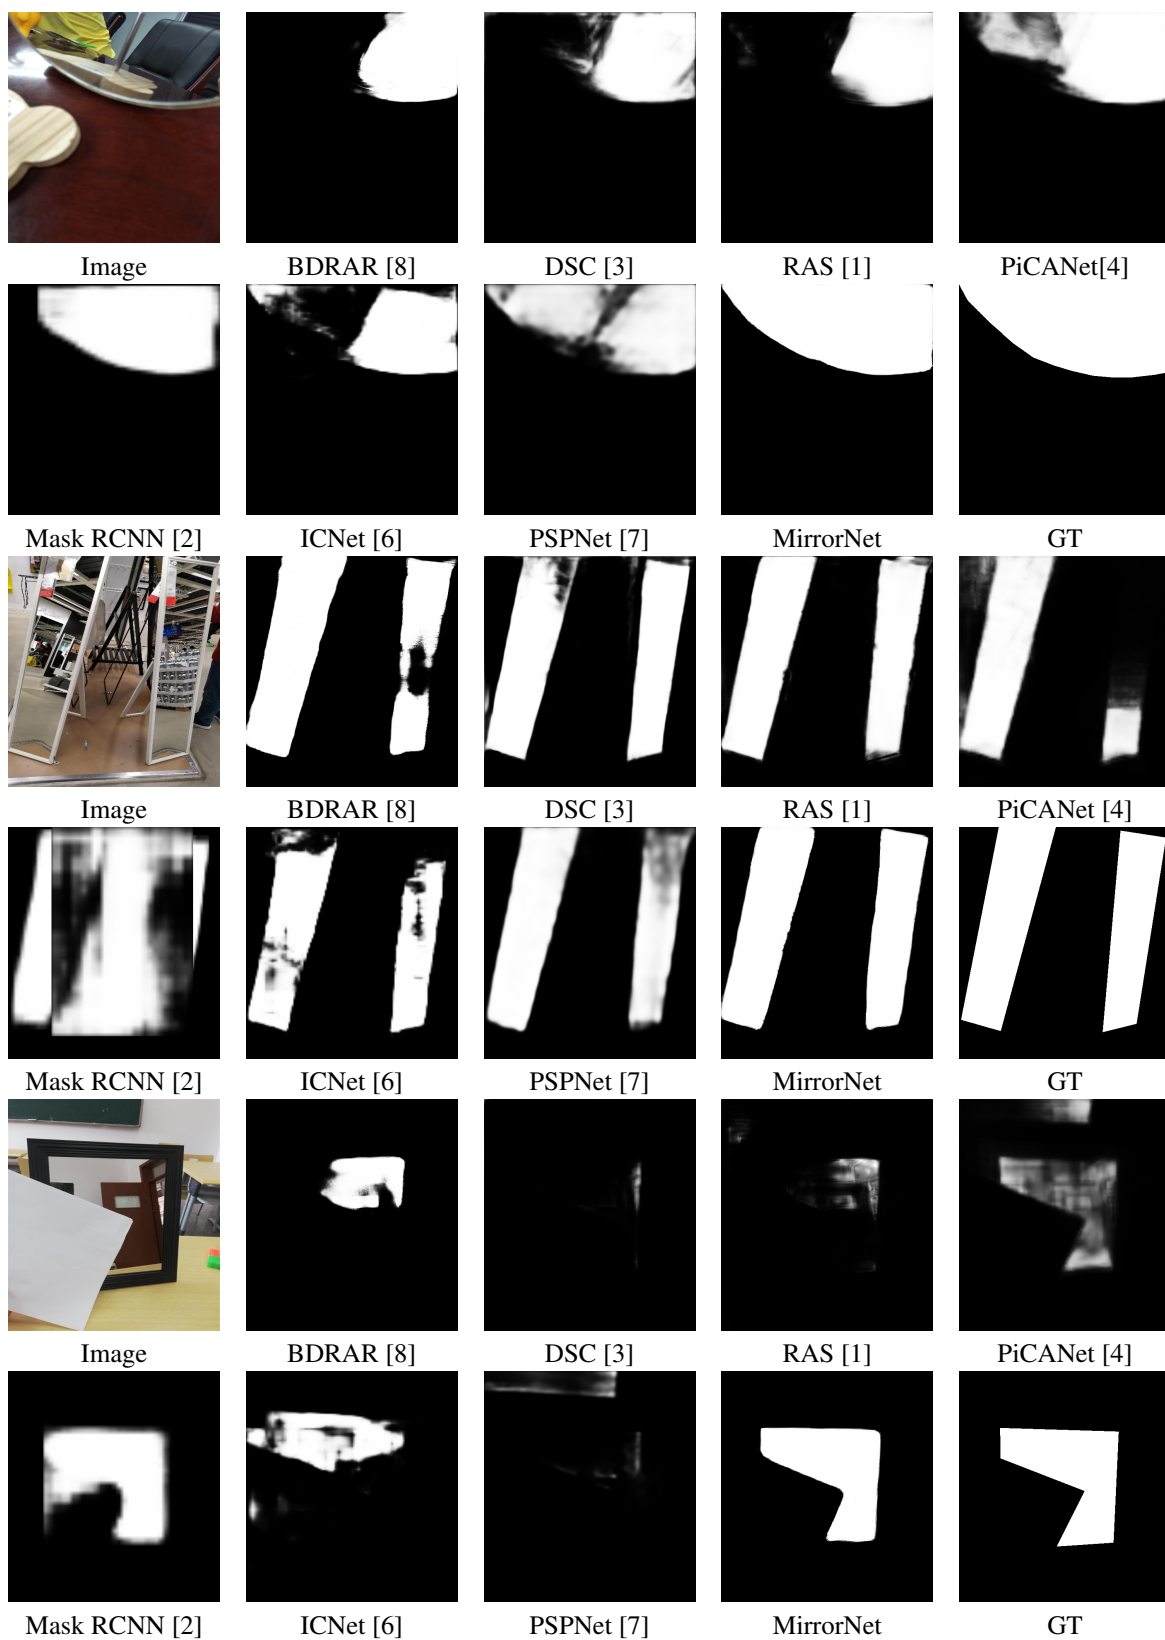 Image BDRAR [8] DSC [3] RAS [1] PiCANet[4]
Mask RCNN [2] ICNet [6] PSPNet [7] MirrorNet GT
Image BDRAR [8] DSC [3] RAS [1] PiCANet [4]
Mask RCNN [2] ICNet [6] PSPNet [7] MirrorNet GT
Image BDRAR [8] DSC [3] RAS [1] PiCANet [4]
Mask RCNN [2] ICNet [6] PSPNet [7] MirrorNet GT